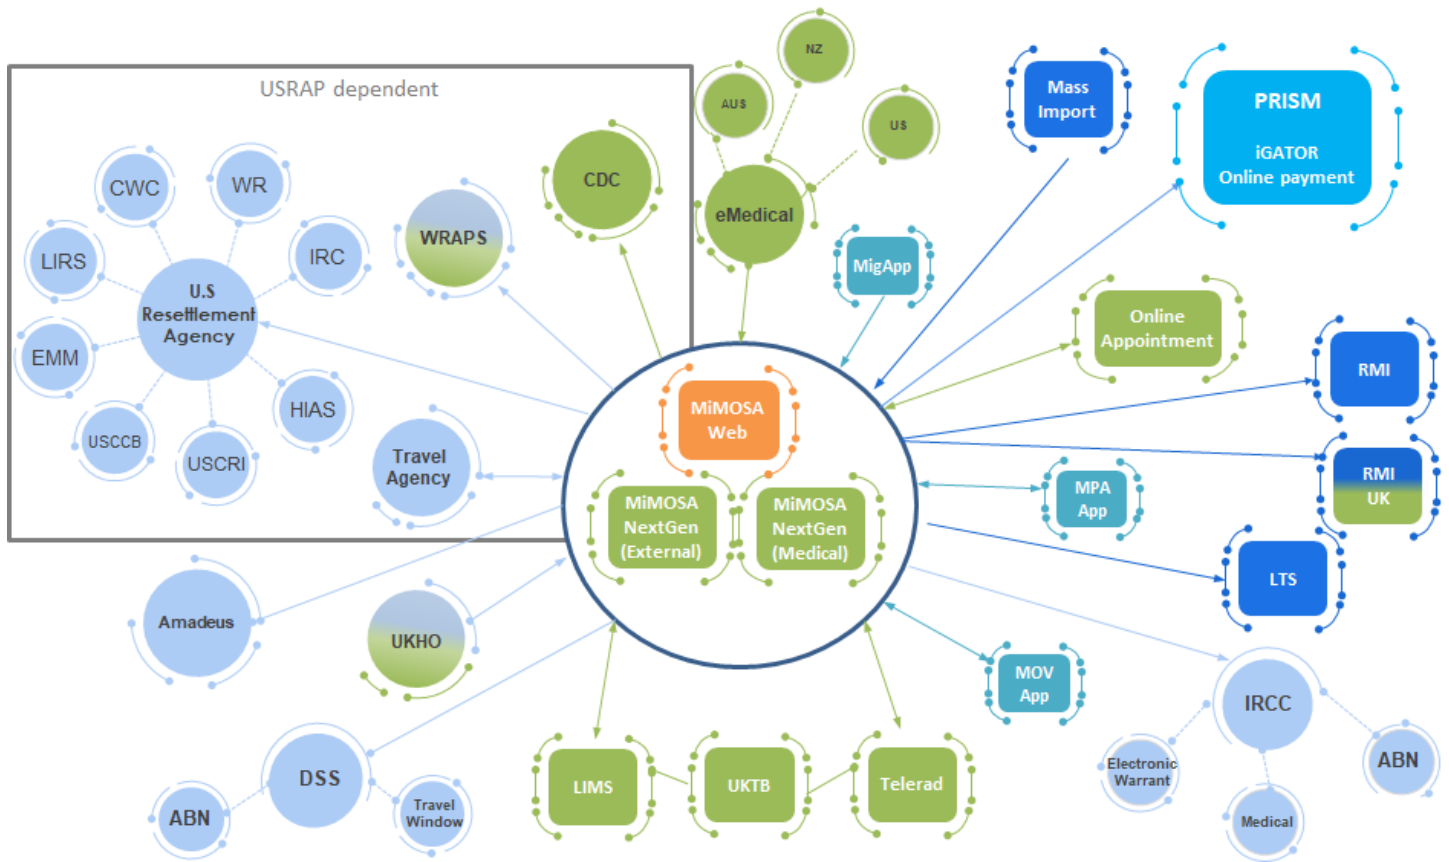 USRAP dependent
CWC
WR
LIRS
IRC
U.S
Resettlement
Agency
EMM
HIAS
USCCB
USCRI
WRAPS
CDC
Travel
Agency
AUS
NZ
US
eMedical
MigApp
Mass
Import
PRISM
iGATOR
Online payment
Online
Appointment
RMI
RMI
UK
MPA
App
LTS
MiMOSA
Web
MiMOSA
NextGen
(External)
MiMOSA
NextGen
(Medical)
Amadeus
UKHO
DSS
ABN
Travel
Window
LIMS
UKTB
Telerad
MOV
App
IRCC
Electronic
Warrant
Medical
ABN